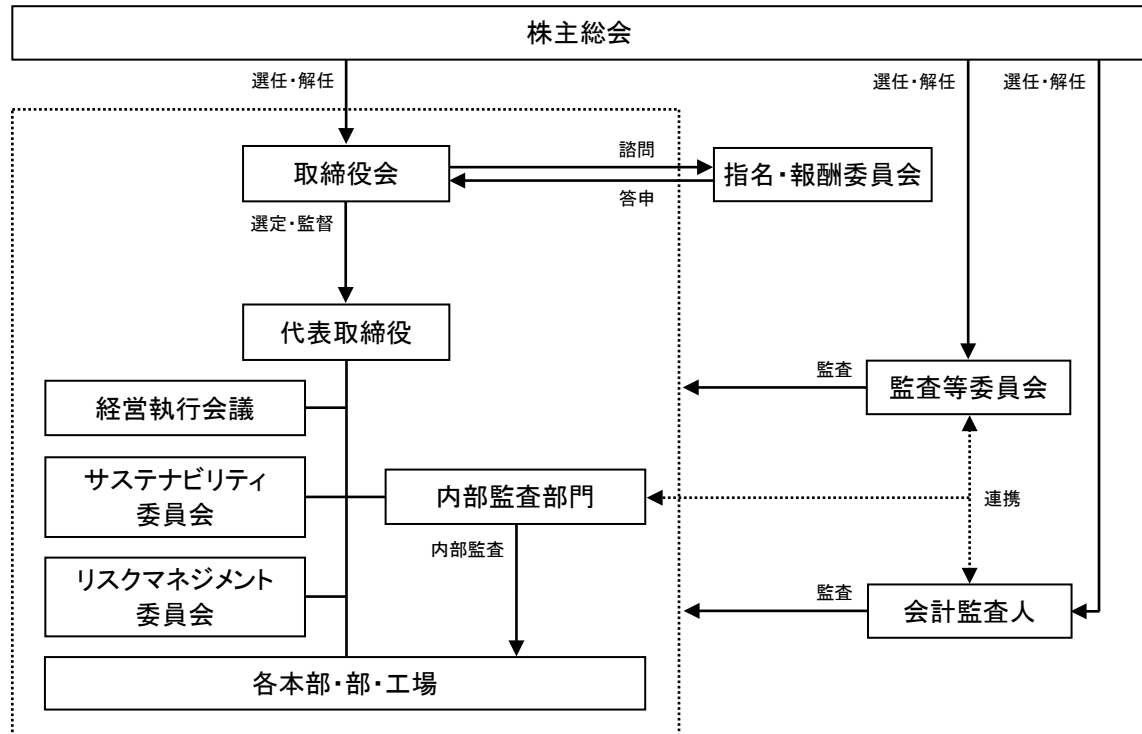 株主総会
選任・解任
選任・解任
選任・解任
取締役会
諮問
答申
指名・報酬委員会
選定・監督
代表取締役
監査
監査等委員会
経営執行会議
サステナビリティ
委員会
内部監査部門
連携
内部監査
リスクマネジメント
委員会
監査
会計監査人
各本部・部・工場